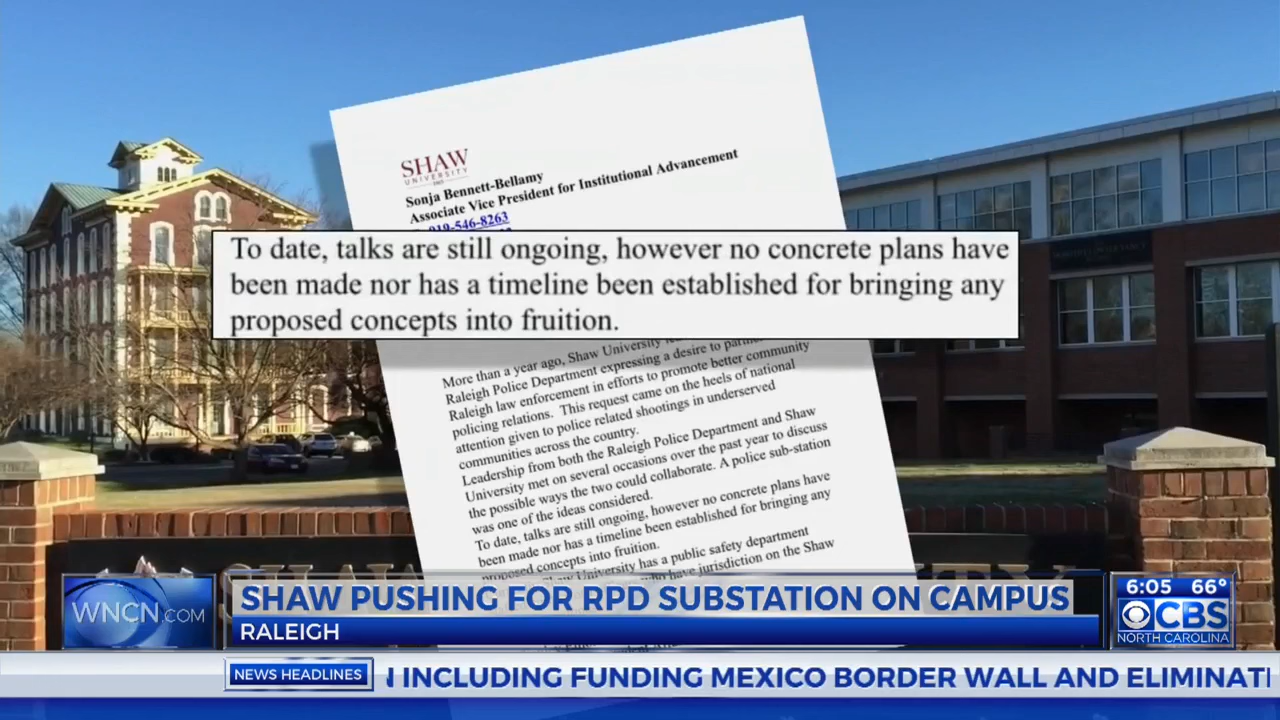 SHAW
UNIVERSITY
Sonja Bennett-Bellamy
Associate Vice President for Institutional Advancement
919-546-8263
To date, talks are still ongoing, however no concrete plans have
been made nor has a timeline been established for bringing any
proposed concepts into fruition.
More than a year ago, Shaw University
Raleigh Police Department expressing a desire to
Raleigh law enforcement in efforts to promote better community
policing relations. This request came on the heels of national
attention given to police related shootings in underserved
communities across the country.
Leadership from both the Raleigh Police Department and Shaw
University met on several occasions over the past year to discuss
the possible ways the two could collaborate. A police sub-station
was one of the ideas considered.
To date, talks are still ongoing, however no concrete plans have
been made nor has a timeline been established for bringing any
proposed concepts into fruition.
Shaw University has a public safety department
who have jurisdiction on the Shaw
WNCN.COM
SHAW PUSHING FOR RPD SUBSTATION ON CAMPUS
RALEIGH
6:05 66°
CBS
NORTH CAROLINA
NEWS HEADLINES
INCLUDING FUNDING MEXICO BORDER WALL AND ELIMINATI